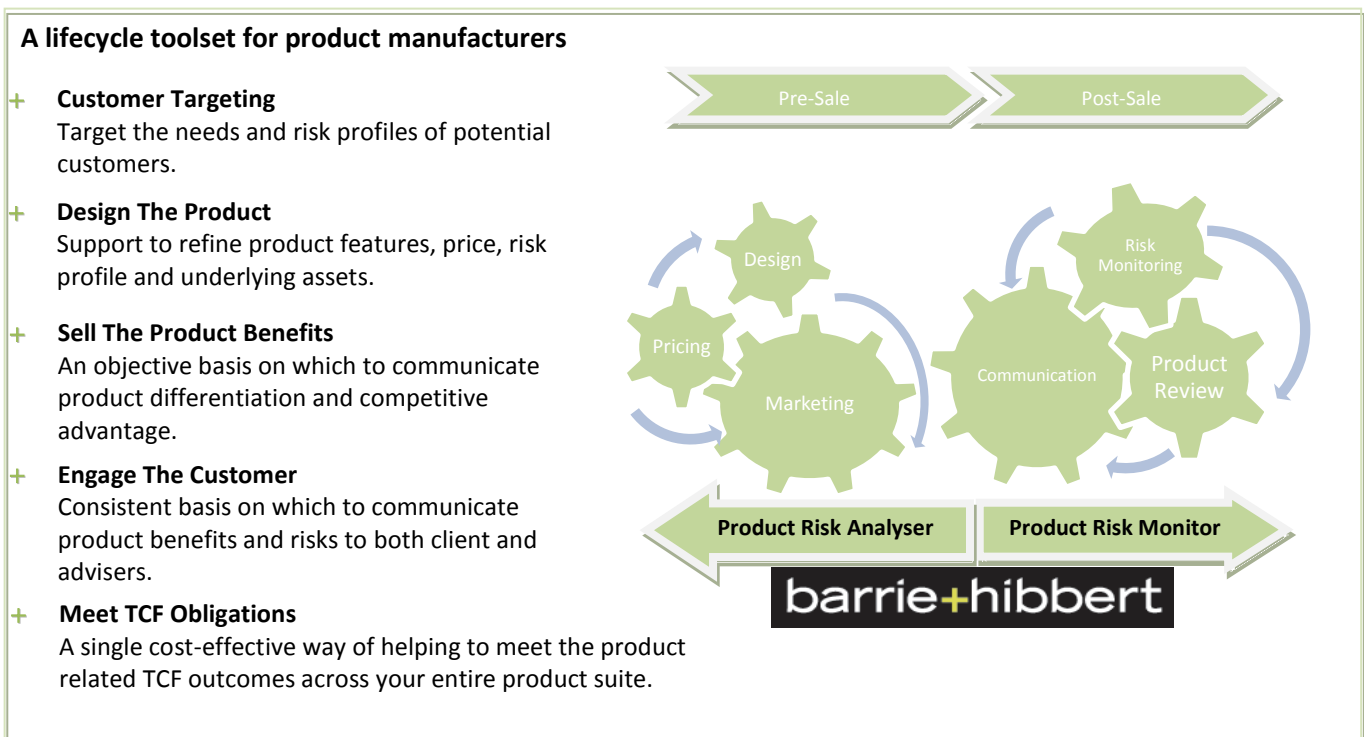 A lifecycle toolset for product manufacturers
+ Customer Targeting
Target the needs and risk profiles of potential
customers.
+ Design The Product
Support to refine product features, price, risk
profile and underlying assets.
+ Sell The Product Benefits
An objective basis on which to communicate
product differentiation and competitive
advantage.
+ Engage The Customer
Consistent basis on which to communicate
product benefits and risks to both client and
advisers.
+ Meet TCF Obligations
A single cost-effective way of helping to meet the product
related TCF outcomes across your entire product suite.
Pre-Sale
Post-Sale
Design
Pricing
Marketing
Risk
Monitoring
Communication
Product
Review
Product Risk Analyser
Product Risk Monitor
barrie+hibbert